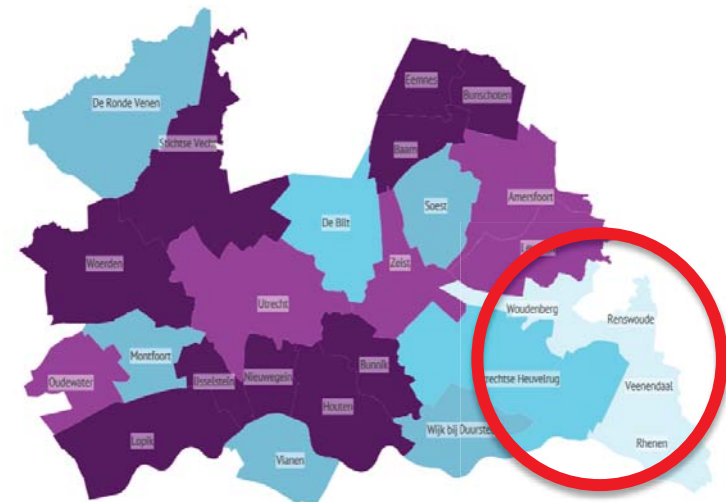 Eemnes
De Ronde Venen
Bunschoten
Stichtse Vecht
Baarn
Amersfoort
Soest
De Bilt
Zeist
Woerden
Woudenberg
Utrecht
Renswoude
Montfoort
Bunnik
Oudewater
IJsselstein
Nieuwegein
Utrechtse Heuvelrug
Veenendaal
Houten
Wijk bij Duurstede
Lopik
Rhenen
Vianen